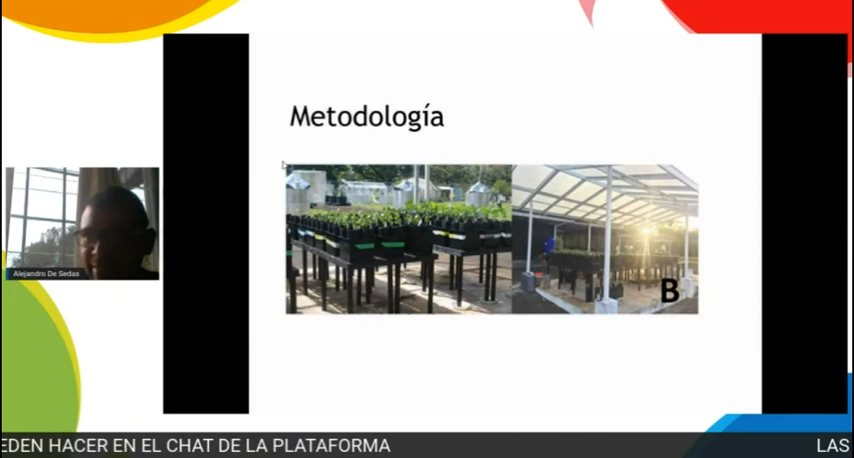 Metodología
B
Alejandro De Sedas
EDEN HACER EN EL CHAT DE LA PLATAFORMA
LAS